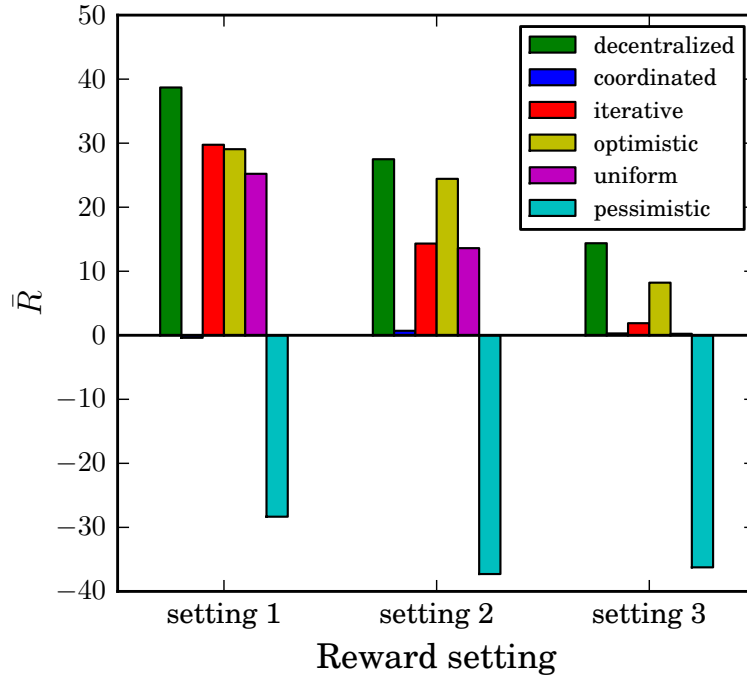 50
40
30
20
10
0
−10
−20
−30
−40
R̄
decentralized
coordinated
iterative
optimistic
uniform
pessimistic
setting 1
setting 2
setting 3
Reward setting